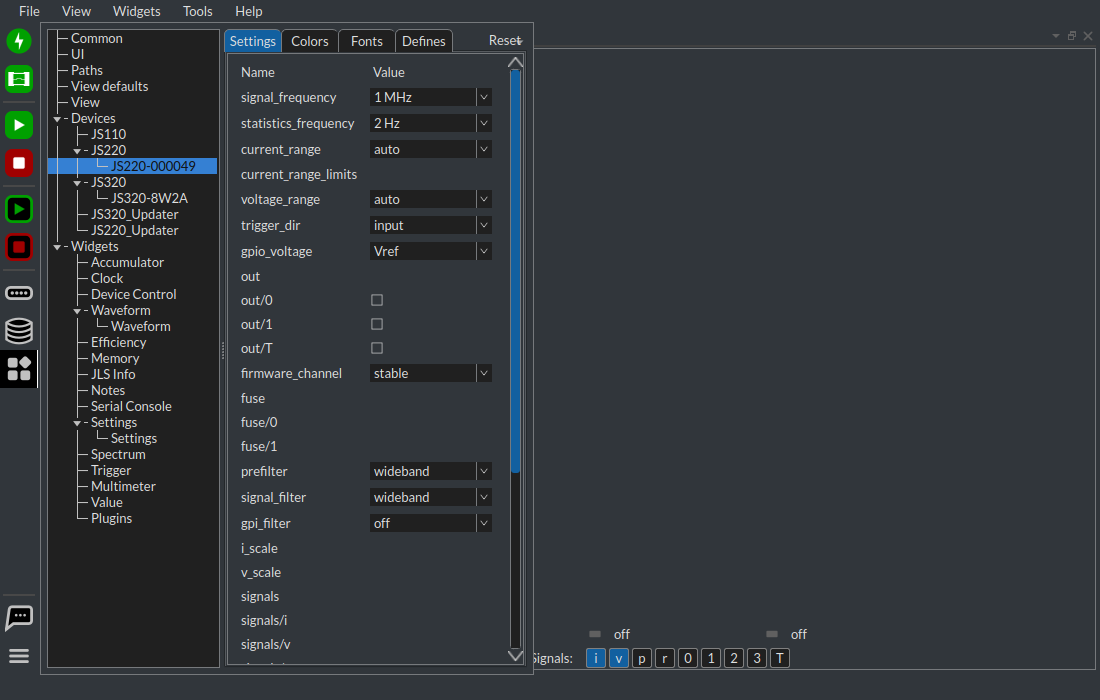 File View Widgets Tools Help
Common
UI
Paths
View defaults
View
Devices
JS110
JS220
JS220-000049
JS320
JS320-8W2A
JS320_Updater
JS220_Updater
Widgets
Accumulator
Clock
Device Control
Waveform
Waveform
Efficiency
Memory
JLS Info
Notes
Serial Console
Settings
Settings
Spectrum
Trigger
Multimeter
Value
Plugins
Settings Colors Fonts Defines Reset
Name Value
signal_frequency 1 MHz
statistics_frequency 2 Hz
current_range auto
current_range_limits
voltage_range auto
trigger_dir input
gpio_voltage Vref
out
out/0
out/1
out/T
firmware_channel stable
fuse
fuse/0
fuse/1
prefilter wideband
signal_filter wideband
gpi_filter off
i_scale
v_scale
signals
signals/i
signals/v
off off
Signals: i v p r 0 1 2 3 T